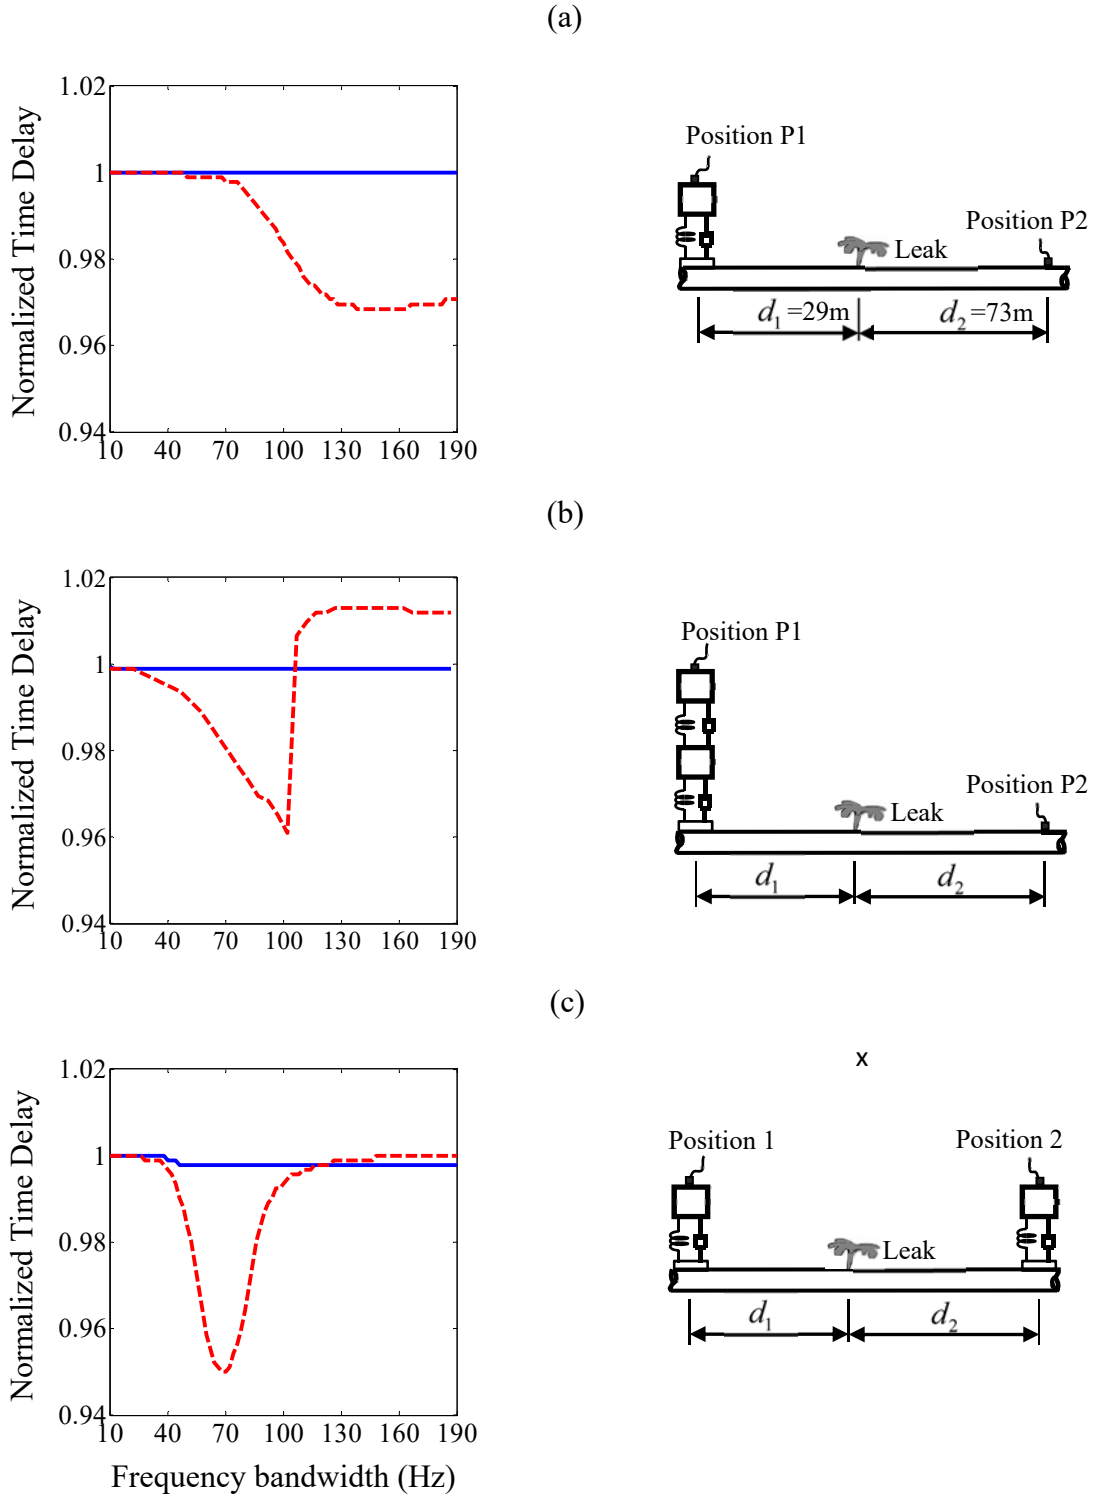 (a)
Normalized Time Delay
1.02
1
0.98
0.96
0.94
10 40 70 100 130 160 190
Position P1
Position P2
Leak
d1 =29m
d2 =73m
(b)
Normalized Time Delay
1.02
1
0.98
0.96
0.94
10 40 70 100 130 160 190
Position P1
Position P2
Leak
d1
d2
(c)
Normalized Time Delay
1.02
1
0.98
0.96
0.94
10 40 70 100 130 160 190
Frequency bandwidth (Hz)
x
Position 1
Position 2
Leak
d1
d2